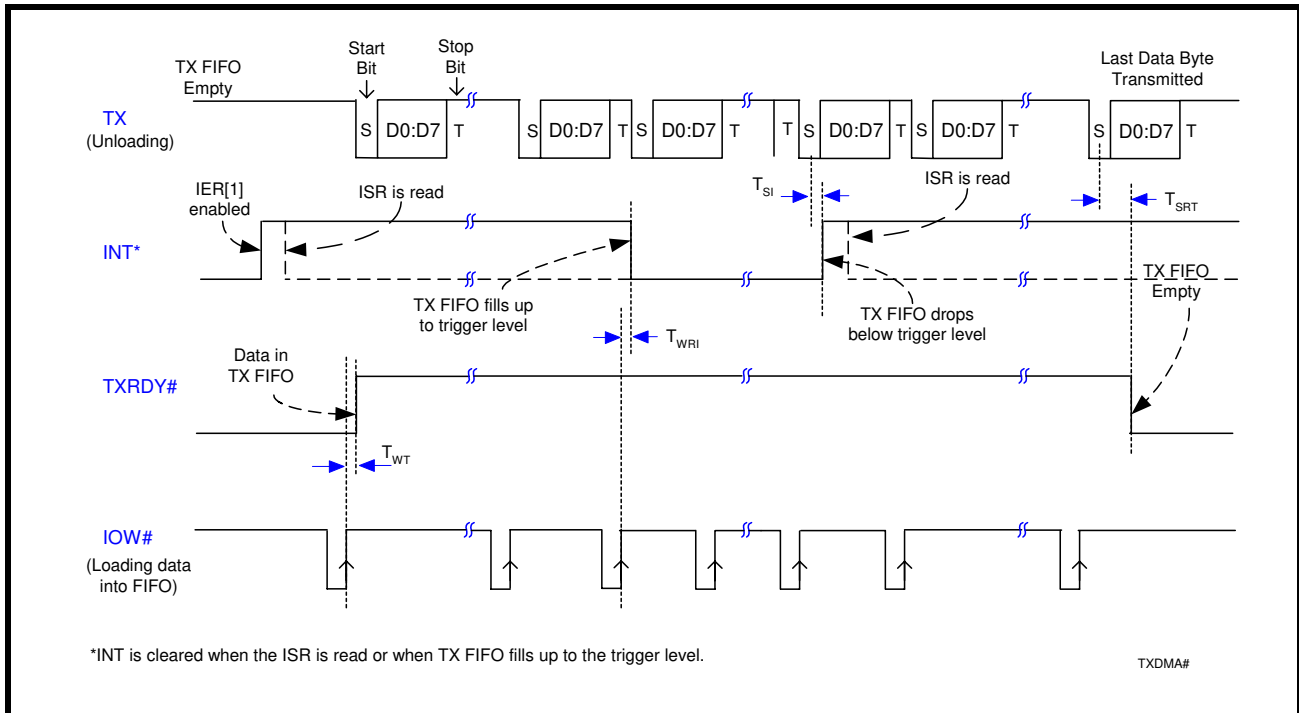 Start
Bit
Stop
Bit
TX FIFO
Empty
Last Data Byte
Transmitted
TX
(Unloading)
S D0:D7 T S D0:D7 T S D0:D7 T T S D0:D7 T S D0:D7 T S D0:D7 T
IER[1]
enabled
ISR is read
TSI
ISR is read
TSRT
INT*
TX FIFO fills up
to trigger level
TX FIFO drops
below trigger level
TX FIFO
Empty
TWRI
Data in
TX FIFO
TXRDY#
TWT
IOW#
(Loading data
into FIFO)
*INT is cleared when the ISR is read or when TX FIFO fills up to the trigger level.
TXDMA#